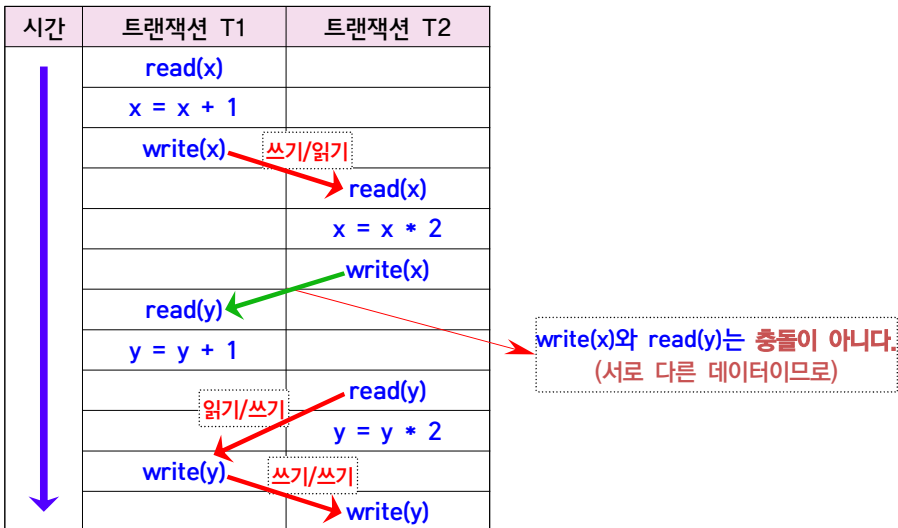 시간 트랜잭션 T1 트랜잭션 T2
read(x)
x = x + 1
write(x) 쓰기/읽기
read(x)
x = x * 2
write(x)
read(y)
write(x)와 read(y)는 충돌이 아니다.
y = y + 1
(서로 다른 데이터이므로)
read(y)
읽기/쓰기
y = y * 2
write(y) 쓰기/쓰기
write(y)